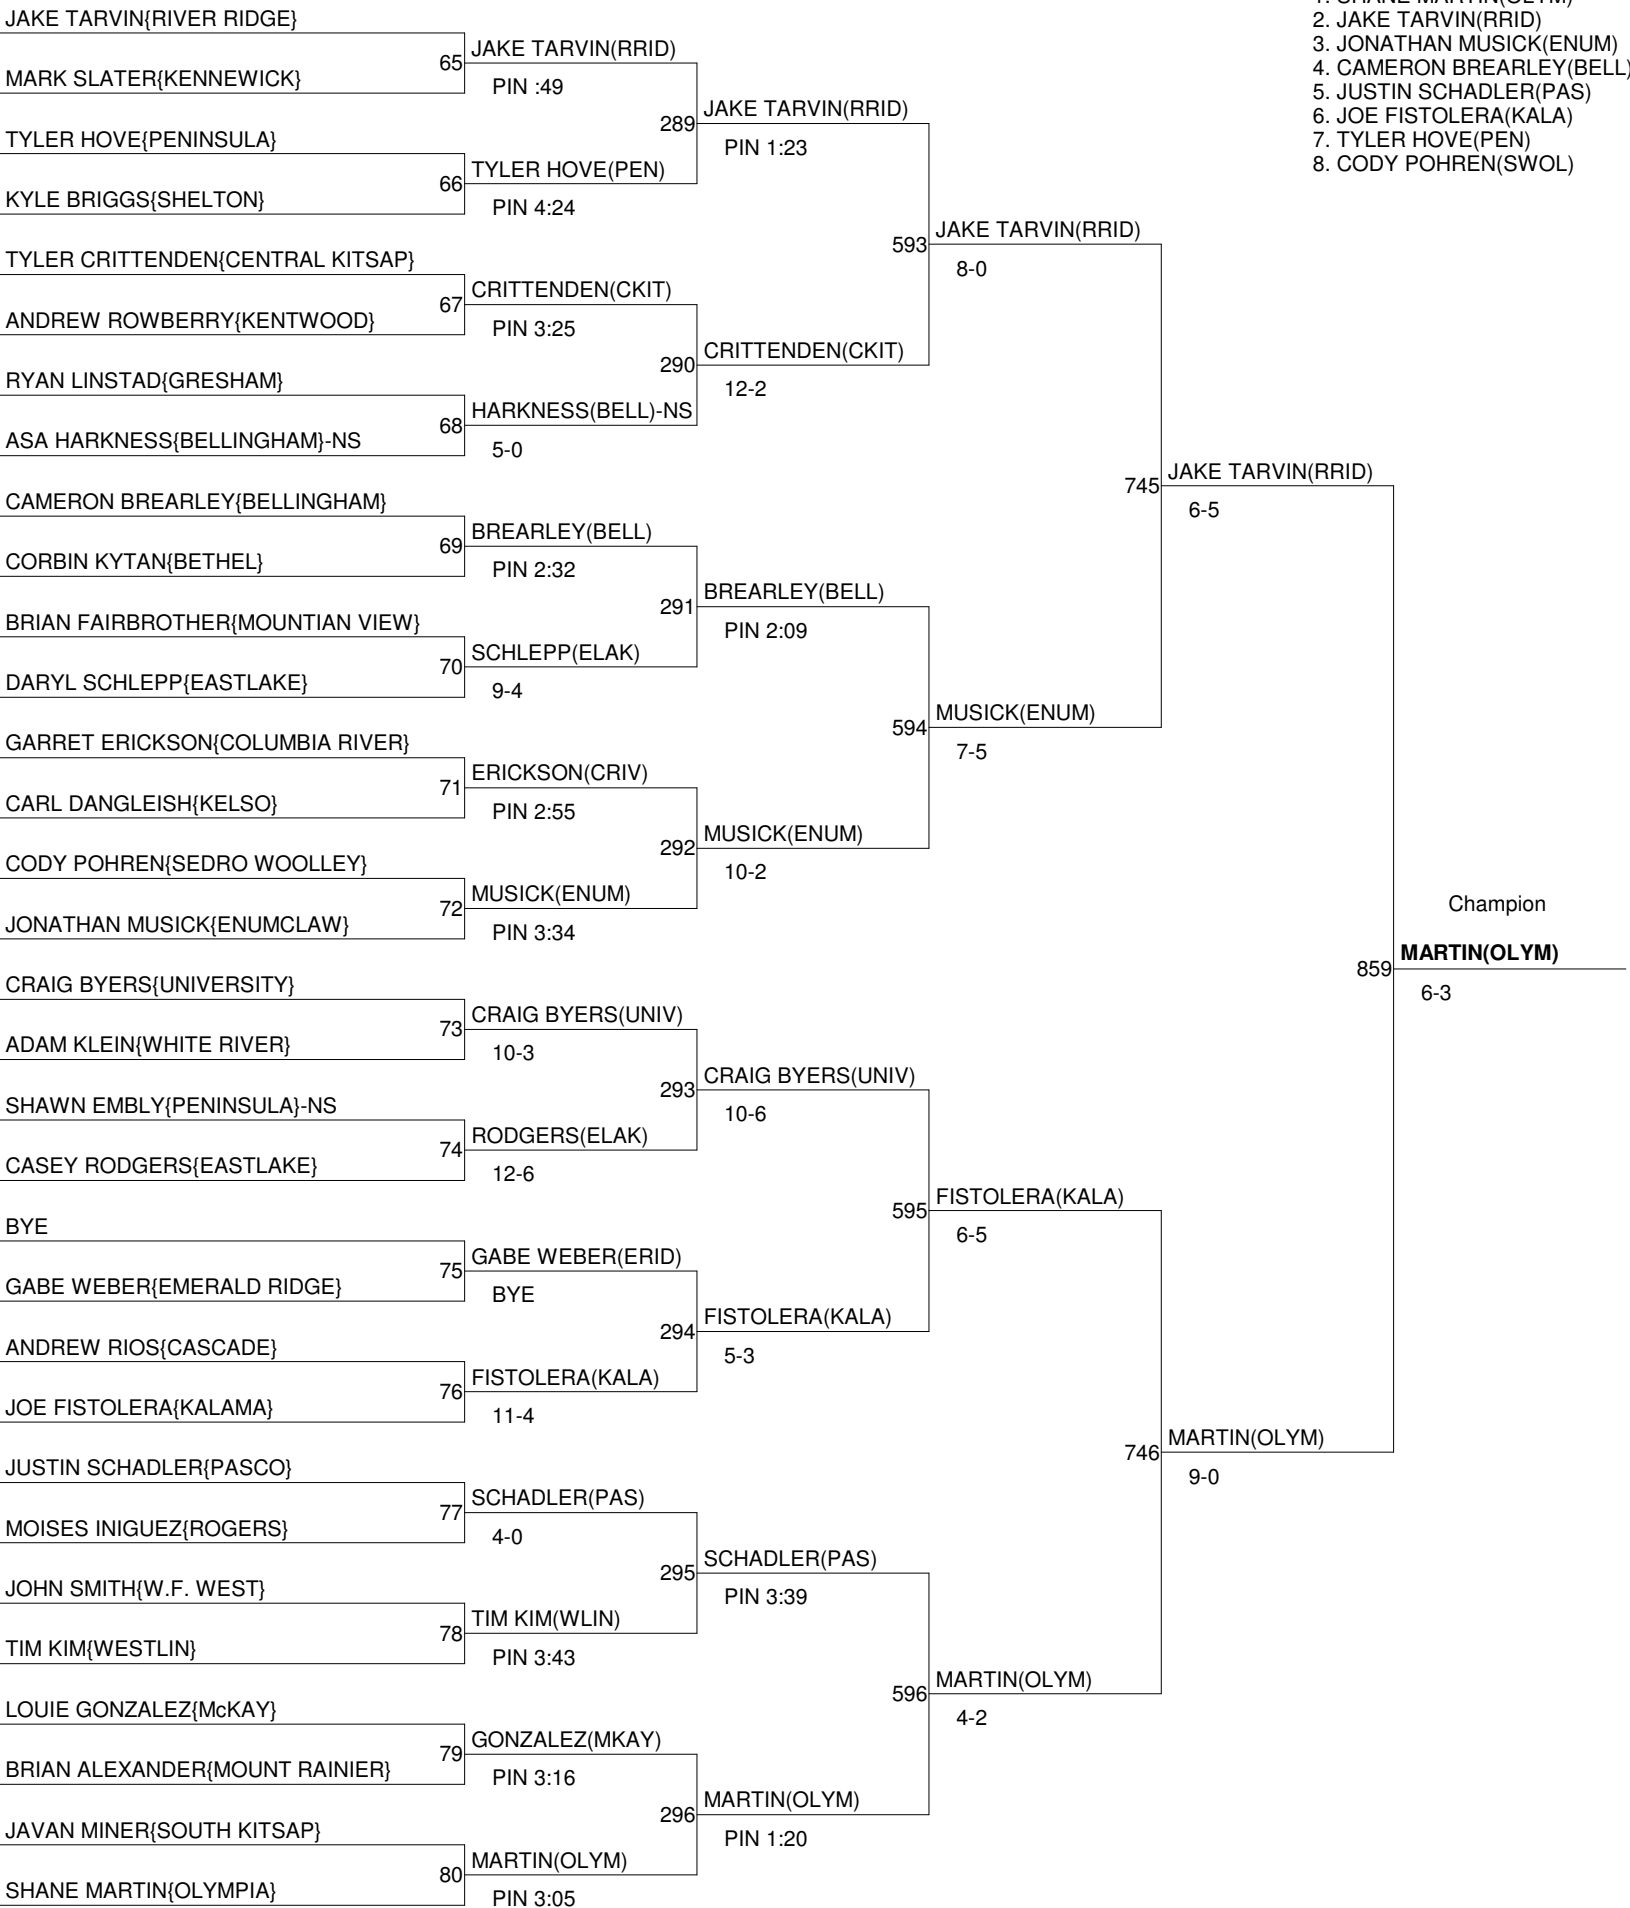 2. JAKE TARVIN(RRID)
3. JONATHAN MUSICK(ENUM)
4. CAMERON BREARLEY(BELL)
5. JUSTIN SCHADLER(PAS)
6. JOE FISTOLERA(KALA)
7. TYLER HOVE(PEN)
8. CODY POHREN(SWOL)
JAKE TARVIN{RIVER RIDGE}
65
JAKE TARVIN(RRID)
MARK SLATER{KENNEWICK}
PIN :49
289
JAKE TARVIN(RRID)
TYLER HOVE{PENINSULA}
PIN 1:23
66
TYLER HOVE(PEN)
KYLE BRIGGS{SHELTON}
PIN 4:24
593
JAKE TARVIN(RRID)
TYLER CRITTENDEN{CENTRAL KITSAP}
8-0
67
CRITTENDEN(CKIT)
ANDREW ROWBERRY{KENTWOOD}
PIN 3:25
290
CRITTENDEN(CKIT)
RYAN LINSTAD{GRESHAM}
12-2
68
HARKNESS(BELL)-NS
ASA HARKNESS{BELLINGHAM}-NS
5-0
745
JAKE TARVIN(RRID)
CAMERON BREARLEY{BELLINGHAM}
6-5
69
BREARLEY(BELL)
CORBIN KYTAN{BETHEL}
PIN 2:32
291
BREARLEY(BELL)
BRIAN FAIRBROTHER{MOUNTIAN VIEW}
PIN 2:09
70
SCHLEPP(ELAK)
DARYL SCHLEPP{EASTLAKE}
9-4
594
MUSICK(ENUM)
GARRET ERICKSON{COLUMBIA RIVER}
7-5
71
ERICKSON(CRIV)
CARL DANGLEISH{KELSO}
PIN 2:55
292
MUSICK(ENUM)
CODY POHREN{SEDRO WOOLLEY}
10-2
72
MUSICK(ENUM)
JONATHAN MUSICK{ENUMCLAW}
PIN 3:34
Champion
859
MARTIN(OLYM)
6-3
CRAIG BYERS{UNIVERSITY}
73
CRAIG BYERS(UNIV)
ADAM KLEIN{WHITE RIVER}
10-3
293
CRAIG BYERS(UNIV)
SHAWN EMBLY{PENINSULA}-NS
10-6
74
RODGERS(ELAK)
CASEY RODGERS{EASTLAKE}
12-6
595
FISTOLERA(KALA)
BYE
6-5
75
GABE WEBER(ERID)
GABE WEBER{EMERALD RIDGE}
BYE
294
FISTOLERA(KALA)
ANDREW RIOS{CASCADE}
5-3
76
FISTOLERA(KALA)
JOE FISTOLERA{KALAMA}
11-4
746
MARTIN(OLYM)
JUSTIN SCHADLER{PASCO}
9-0
77
SCHADLER(PAS)
MOISES INIGUEZ{ROGERS}
4-0
295
SCHADLER(PAS)
JOHN SMITH{W.F. WEST}
PIN 3:39
78
TIM KIM(WLIN)
TIM KIM{WESTLIN}
PIN 3:43
596
MARTIN(OLYM)
LOUIE GONZALEZ{McKAY}
4-2
79
GONZALEZ(MKAY)
BRIAN ALEXANDER{MOUNT RAINIER}
PIN 3:16
296
MARTIN(OLYM)
JAVAN MINER{SOUTH KITSAP}
PIN 1:20
80
MARTIN(OLYM)
SHANE MARTIN{OLYMPIA}
PIN 3:05